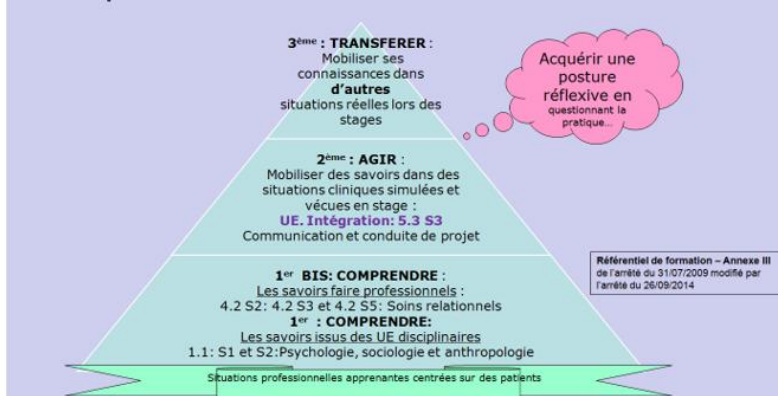 3ème : TRANSFERER :
Mobiliser ses
connaissances dans
d'autres
situations réelles lors des
stages
Acquérir une
posture
réflexive en
questionnant la
pratique...
2ème : AGIR :
Mobiliser des savoirs dans des
situations cliniques simulées et
vécues en stage :
UE. Intégration: 5.3 S3
Communication et conduite de projet
Référentiel de formation – Annexe III
de l'arrêté du 31/07/2009 modifié par
l'arrêté du 26/09/2014
1er BIS: COMPRENDRE :
Les savoirs faire professionnels :
4.2 S2: 4.2 S3 et 4.2 S5: Soins relationnels
1er : COMPRENDRE:
Les savoirs issus des UE disciplinaires
1.1: S1 et S2:Psychologie, sociologie et anthropologie
Situations professionnelles apprenantes centrées sur des patients